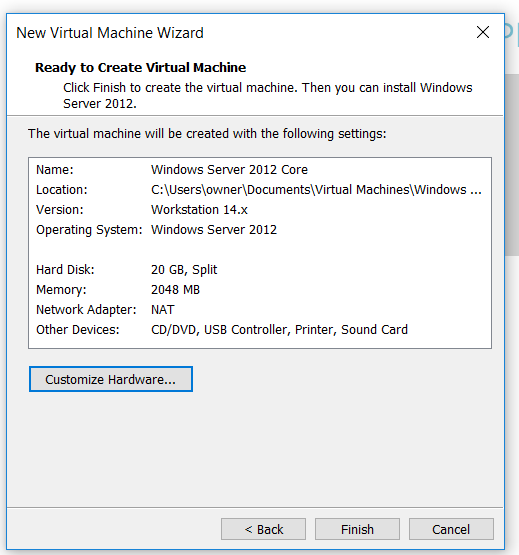 New Virtual Machine Wizard
Ready to Create Virtual Machine
Click Finish to create the virtual machine. Then you can install Windows
Server 2012.
The virtual machine will be created with the following settings:
Name: Windows Server 2012 Core
Location: C:\Users\owner\Documents\Virtual Machines\Windows ...
Version: Workstation 14.x
Operating System: Windows Server 2012
Hard Disk: 20 GB, Split
Memory: 2048 MB
Network Adapter: NAT
Other Devices: CD/DVD, USB Controller, Printer, Sound Card
Customize Hardware...
< Back Finish Cancel